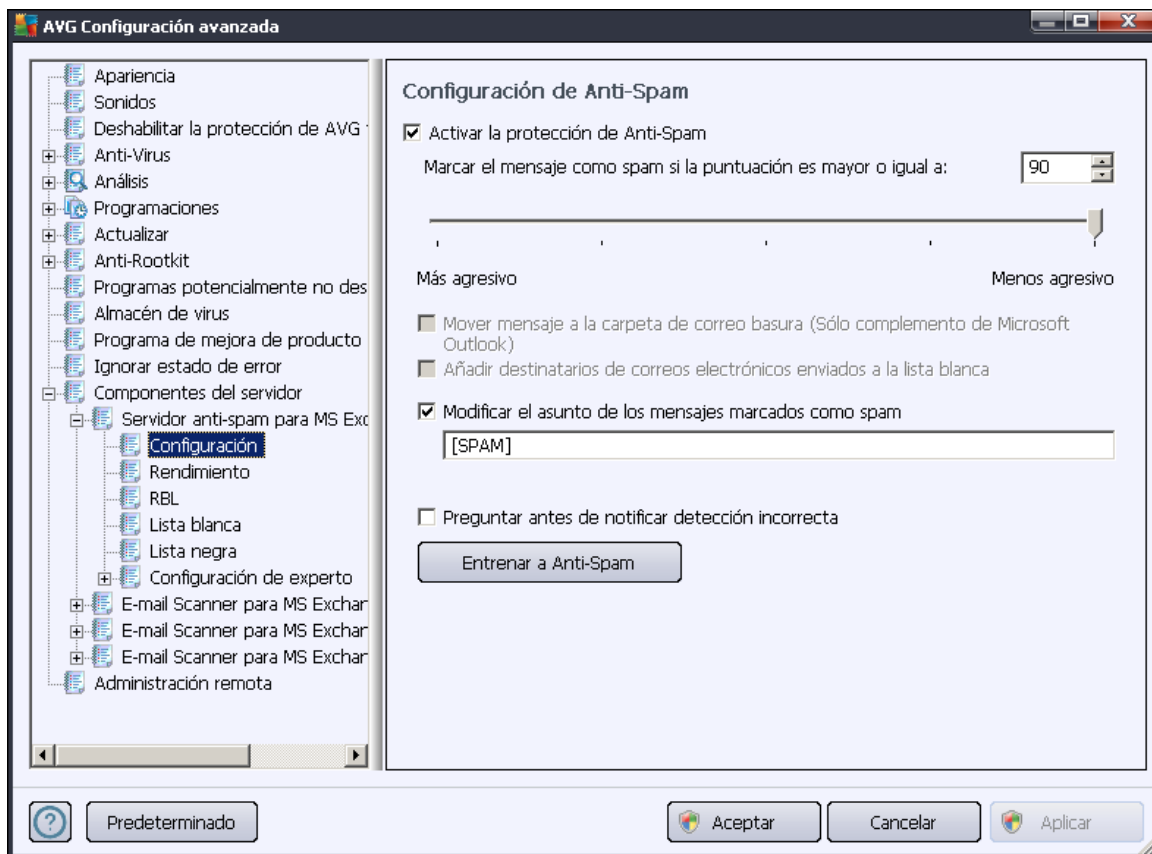 AVG Configuración avanzada
Apariencia
Sonidos
Deshabilitar la protección de AVG
Anti-Virus
Análisis
Programaciones
Actualizar
Anti-Rootkit
Programas potencialmente no des
Almacén de virus
Programa de mejora de producto
Ignorar estado de error
Componentes del servidor
Servidor anti-spam para MS Exc
Configuración
Rendimiento
RBL
Lista blanca
Lista negra
Configuración de experto
E-mail Scanner para MS Exchan
E-mail Scanner para MS Exchan
E-mail Scanner para MS Exchan
Administración remota
Configuración de Anti-Spam
Activar la protección de Anti-Spam
Marcar el mensaje como spam si la puntuación es mayor o igual a: 90
Más agresivo Menos agresivo
Mover mensaje a la carpeta de correo basura (Sólo complemento de Microsoft
Outlook)
Añadir destinatarios de correos electrónicos enviados a la lista blanca
Modificar el asunto de los mensajes marcados como spam
[SPAM]
Preguntar antes de notificar detección incorrecta
Entrenar a Anti-Spam
? Predeterminado Aceptar Cancelar Aplicar